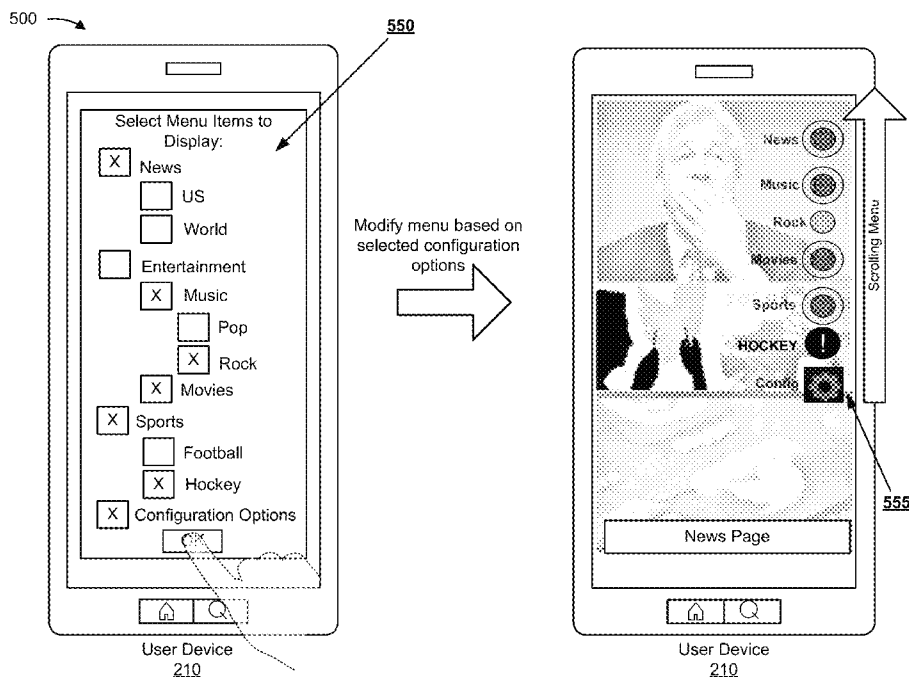 500
550
Select Menu Items to
Display:
X
News
US
World
Entertainment
X
Music
Pop
X
Rock
X
Movies
X
Sports
Football
X
Hockey
X
Configuration Options
User Device
210
Modify menu based on
selected configuration
options
News
Music
Rock
Movies
Sports
HOCKEY
!
Config
Scrolling Menu
555
News Page
User Device
210